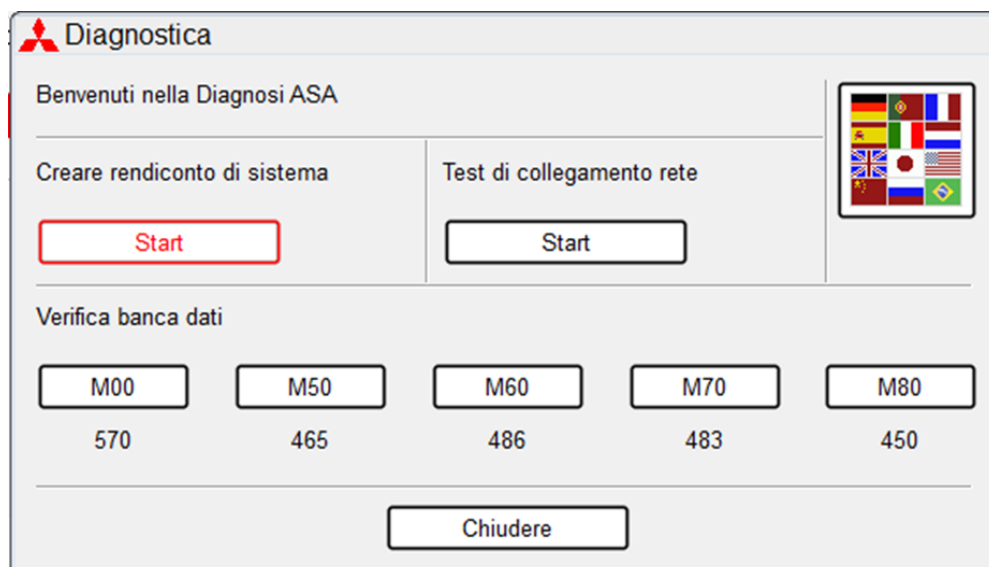 Diagnostica
Benvenuti nella Diagnosi ASA
Creare rendiconto di sistema
Test di collegamento rete
Start
Start
Verifica banca dati
M00 M50 M60 M70 M80
570 465 486 483 450
Chiudere